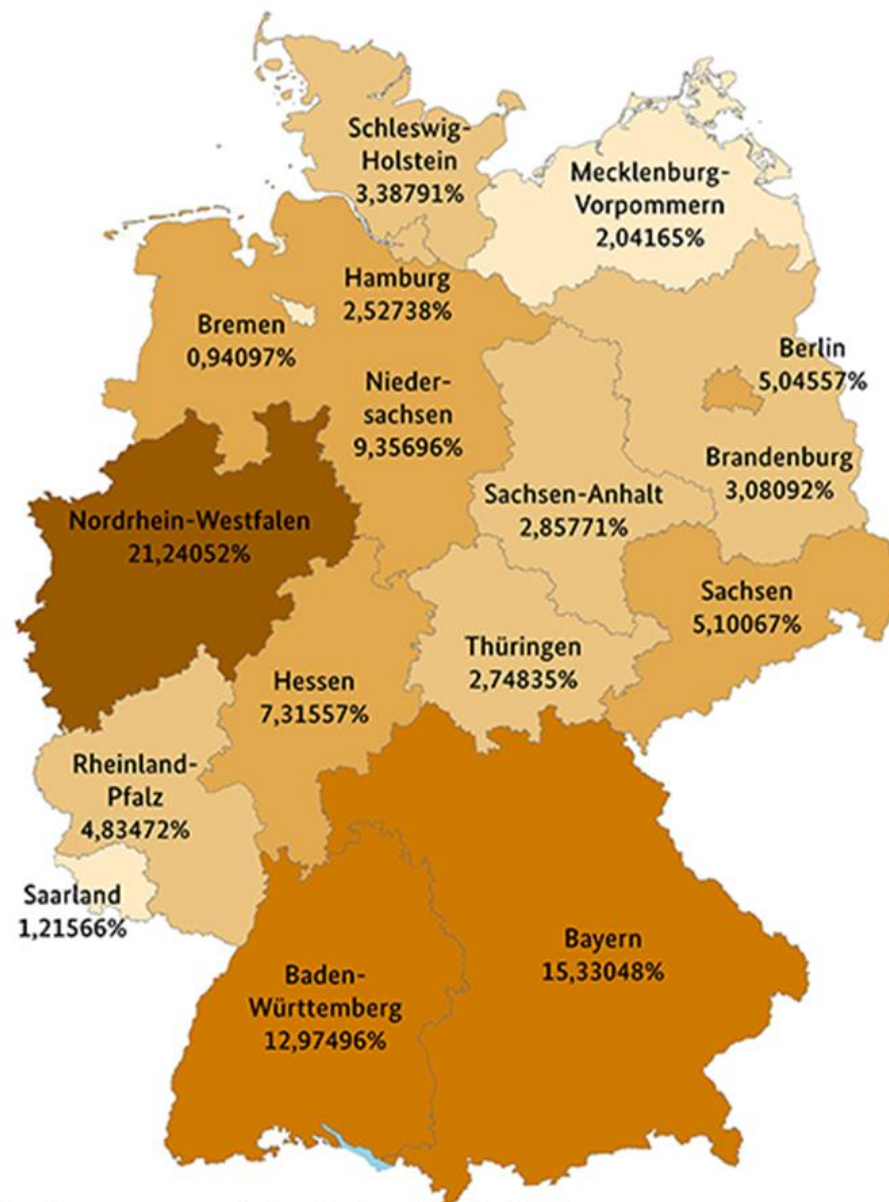 Schleswig-
Holstein
3,38791%
Mecklenburg-
Vorpommern
2,04165%
Hamburg
2,52738%
Bremen
0,94097%
Berlin
5,04557%
Nieder-
sachsen
9,35696%
Brandenburg
3,08092%
Sachsen-Anhalt
2,85771%
Nordrhein-Westfalen
21,24052%
Sachsen
5,10067%
Thüringen
2,74835%
Hessen
7,31557%
Rheinland-
Pfalz
4,83472%
Saarland
1,21566%
Bayern
15,33048%
Baden-
Württemberg
12,97496%